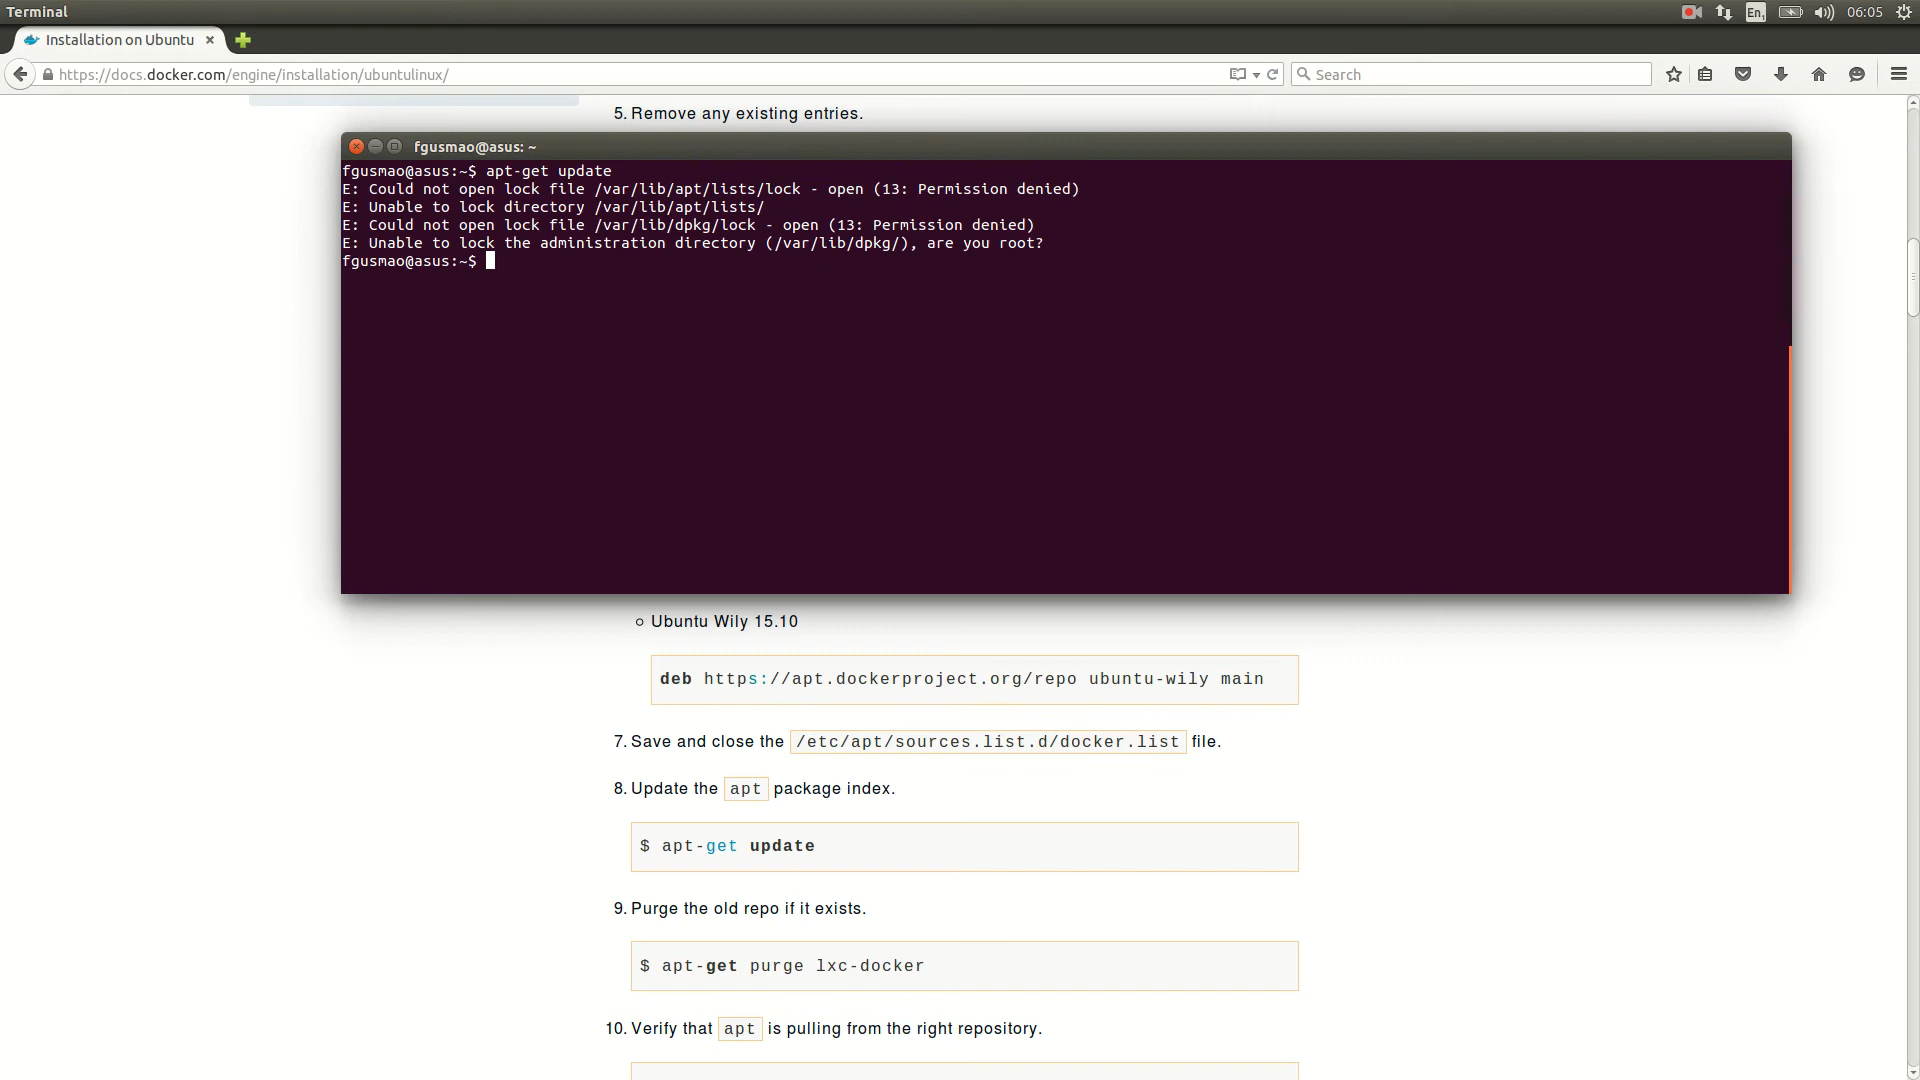 Terminal
En1
06:05
Installation on Ubuntu
https://docs.docker.com/engine/installation/ubuntulinux/
Search
5. Remove any existing entries.
fgusmao@asus: ~
fgusmao@asus:~$ apt-get update
E: Could not open lock file /var/lib/apt/lists/lock - open (13: Permission denied)
E: Unable to lock directory /var/lib/apt/lists/
E: Could not open lock file /var/lib/dpkg/lock - open (13: Permission denied)
E: Unable to lock the administration directory (/var/lib/dpkg/), are you root?
fgusmao@asus:~$
Ubuntu Wily 15.10
deb https://apt.dockerproject.org/repo ubuntu-wily main
7. Save and close the /etc/apt/sources.list.d/docker.list file.
8. Update the apt package index.
$ apt-get update
9. Purge the old repo if it exists.
$ apt-get purge lxc-docker
10. Verify that apt is pulling from the right repository.